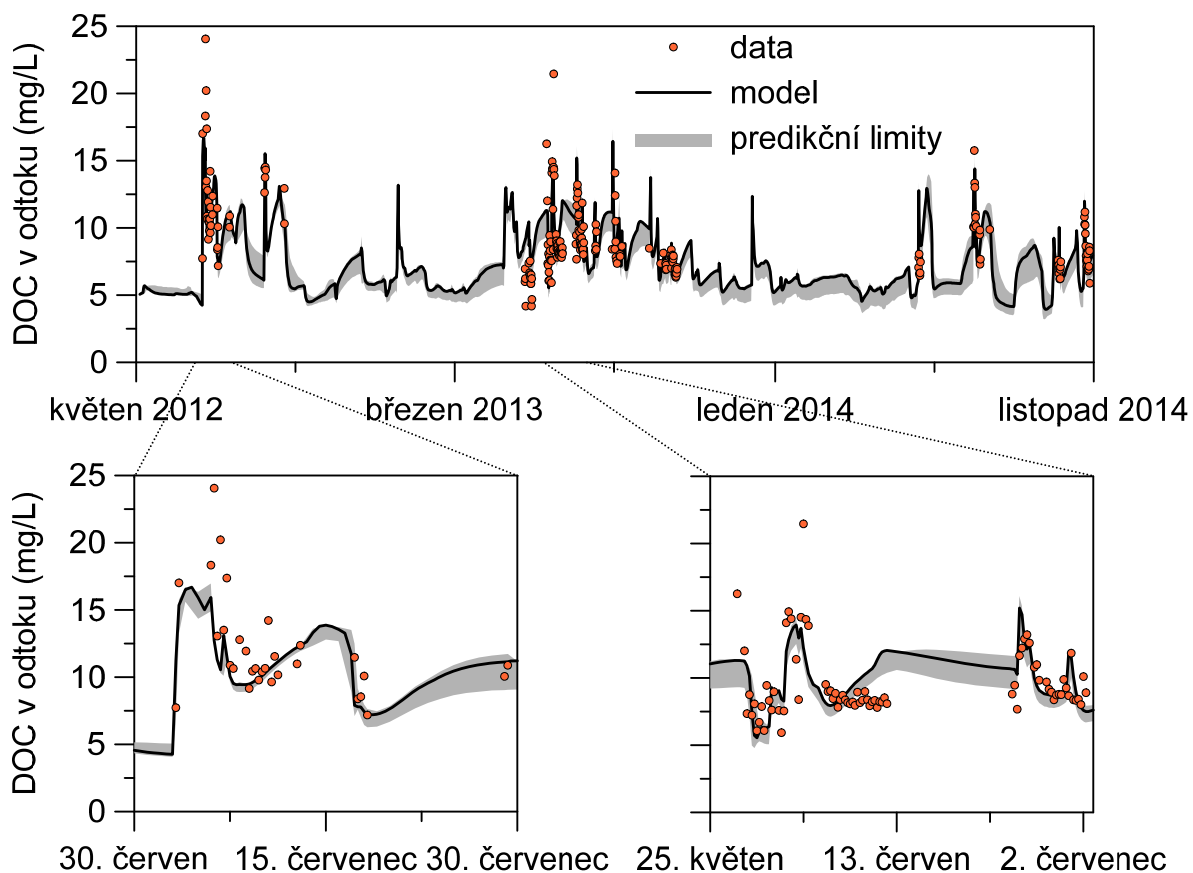 DOC v odtoku (mg/L)
25
20
15
10
5
0
data
model
predikční limity
květen 2012
březen 2013
leden 2014
listopad 2014
DOC v odtoku (mg/L)
25
20
15
10
5
0
30. červen
15. červenec
30. červenec
25. květen
13. červen
2. červenec